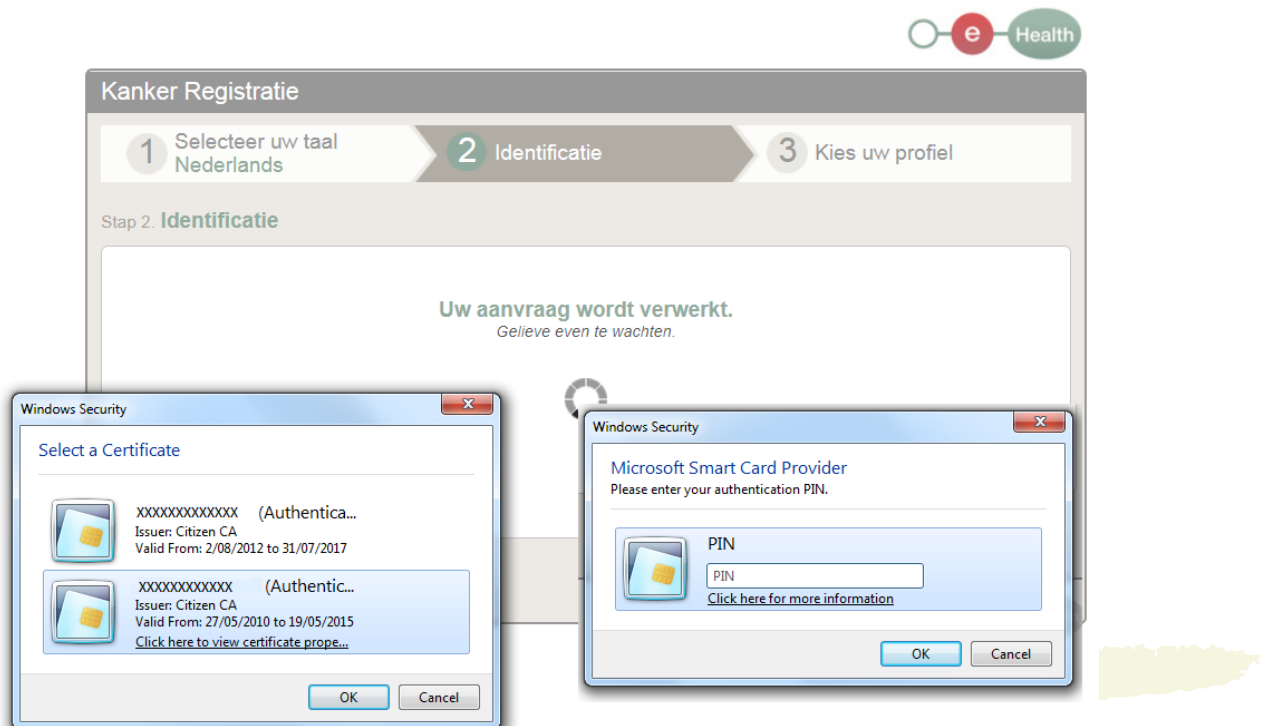 e Health
Kanker Registratie
1 Selecteer uw taal
Nederlands
2 Identificatie
3 Kies uw profiel
Stap 2. Identificatie
Uw aanvraag wordt verwerkt.
Gelieve even te wachten.
Windows Security
Select a Certificate
XXXXXXXXXXXXX (Authentica...
Issuer: Citizen CA
Valid From: 2/08/2012 to 31/07/2017
XXXXXXXXXXXX (Authentic...
Issuer: Citizen CA
Valid From: 27/05/2010 to 19/05/2015
Click here to view certificate prope...
OK Cancel
Windows Security
Microsoft Smart Card Provider
Please enter your authentication PIN.
PIN
PIN
Click here for more information
OK Cancel